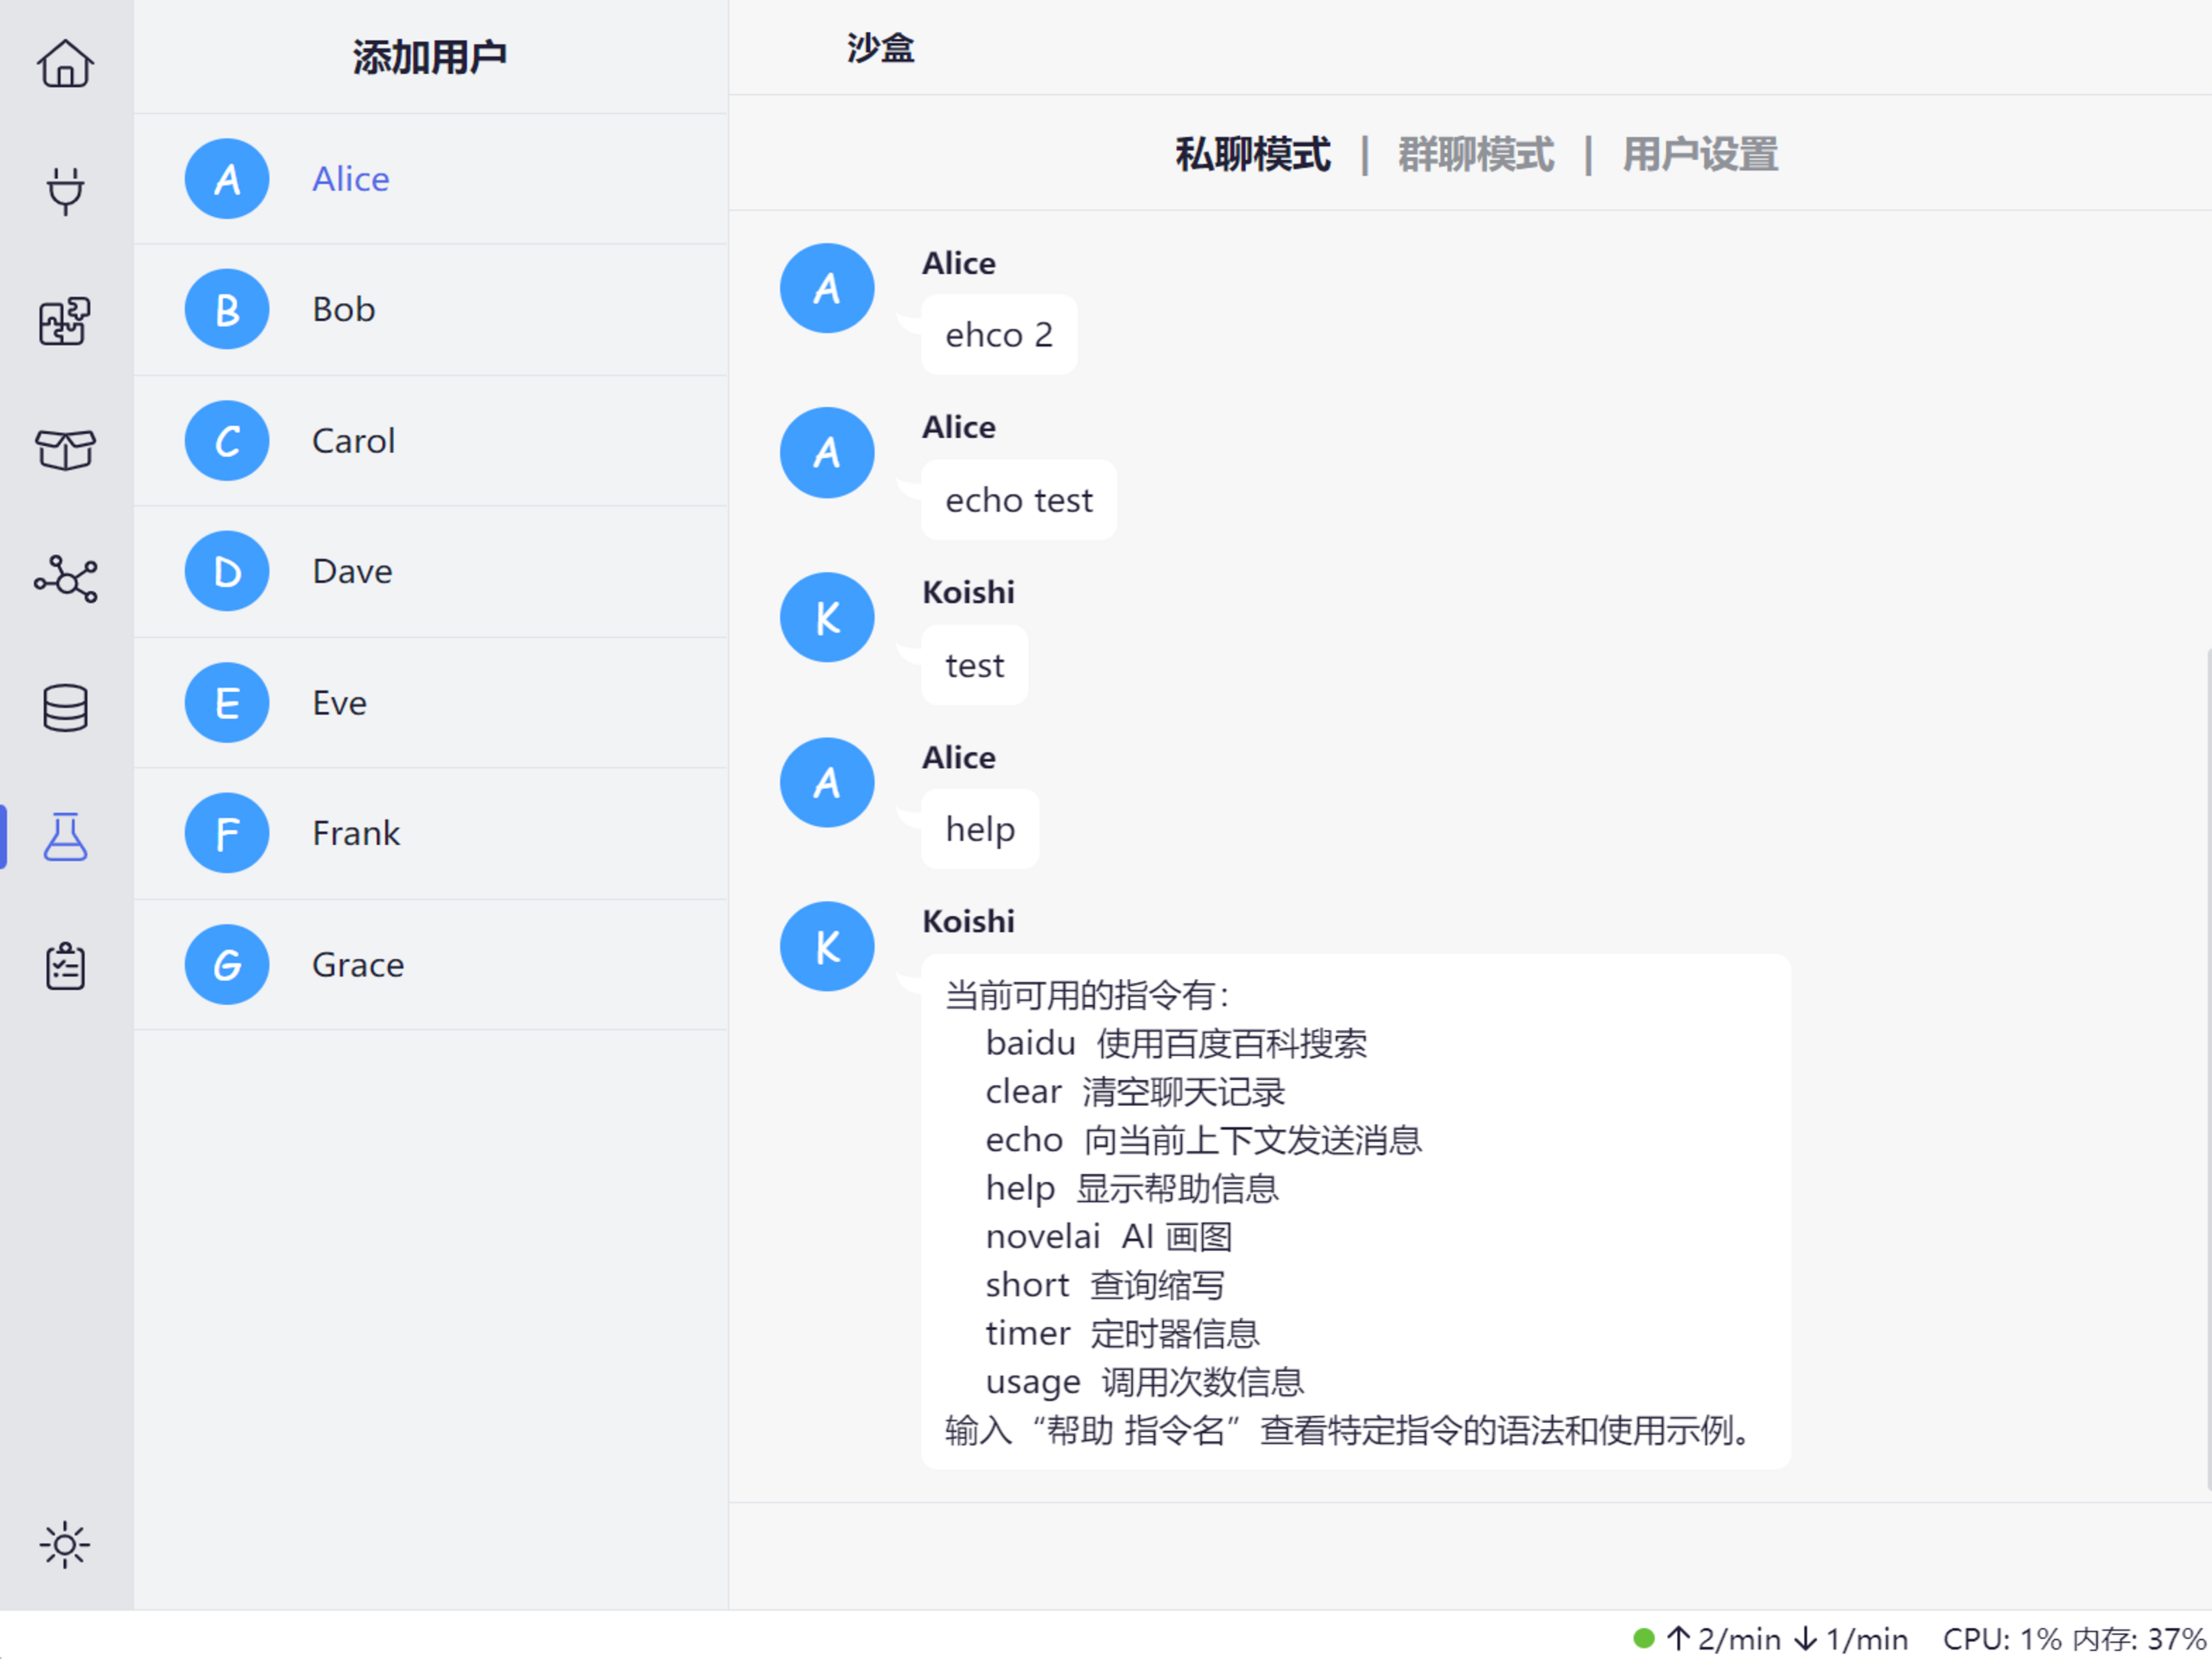 添加用户
A Alice
B Bob
C Carol
D Dave
E Eve
F Frank
G Grace
沙盒
私聊模式 | 群聊模式 | 用户设置
A Alice
ehco 2
A Alice
echo test
K Koishi
test
A Alice
help
K Koishi
当前可用的指令有：
baidu 使用百度百科搜索
clear 清空聊天记录
echo 向当前上下文发送消息
help 显示帮助信息
novelai AI 画图
short 查询缩写
timer 定时器信息
usage 调用次数信息
输入“帮助 指令名”查看特定指令的语法和使用示例。
↑ 2/min ↓ 1/min CPU: 1% 内存: 37%